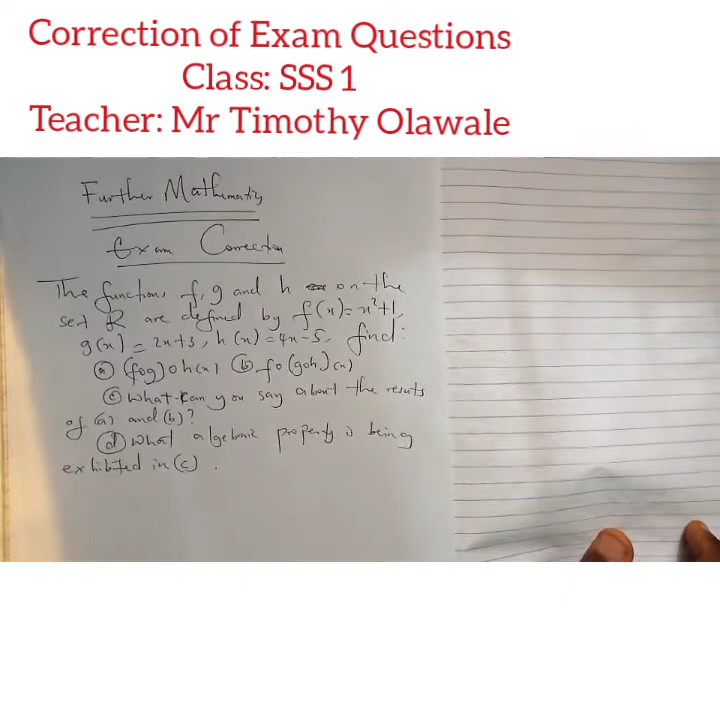 Correction of Exam Questions
Class: SSS 1
Teacher: Mr Timothy Olawale
Further Mathematics
Exam Correction
The functions f, g and h on the
set R are defined by f(x)=x²+1,
g(x) = 2x+3, h(x) = 4x-5, find:
(a) (fog)oh(x) (b) fo(goh)(x)
(c) what can you say about the results
of (a) and (b)?
(d) what algebraic property is being
exhibited in (c).